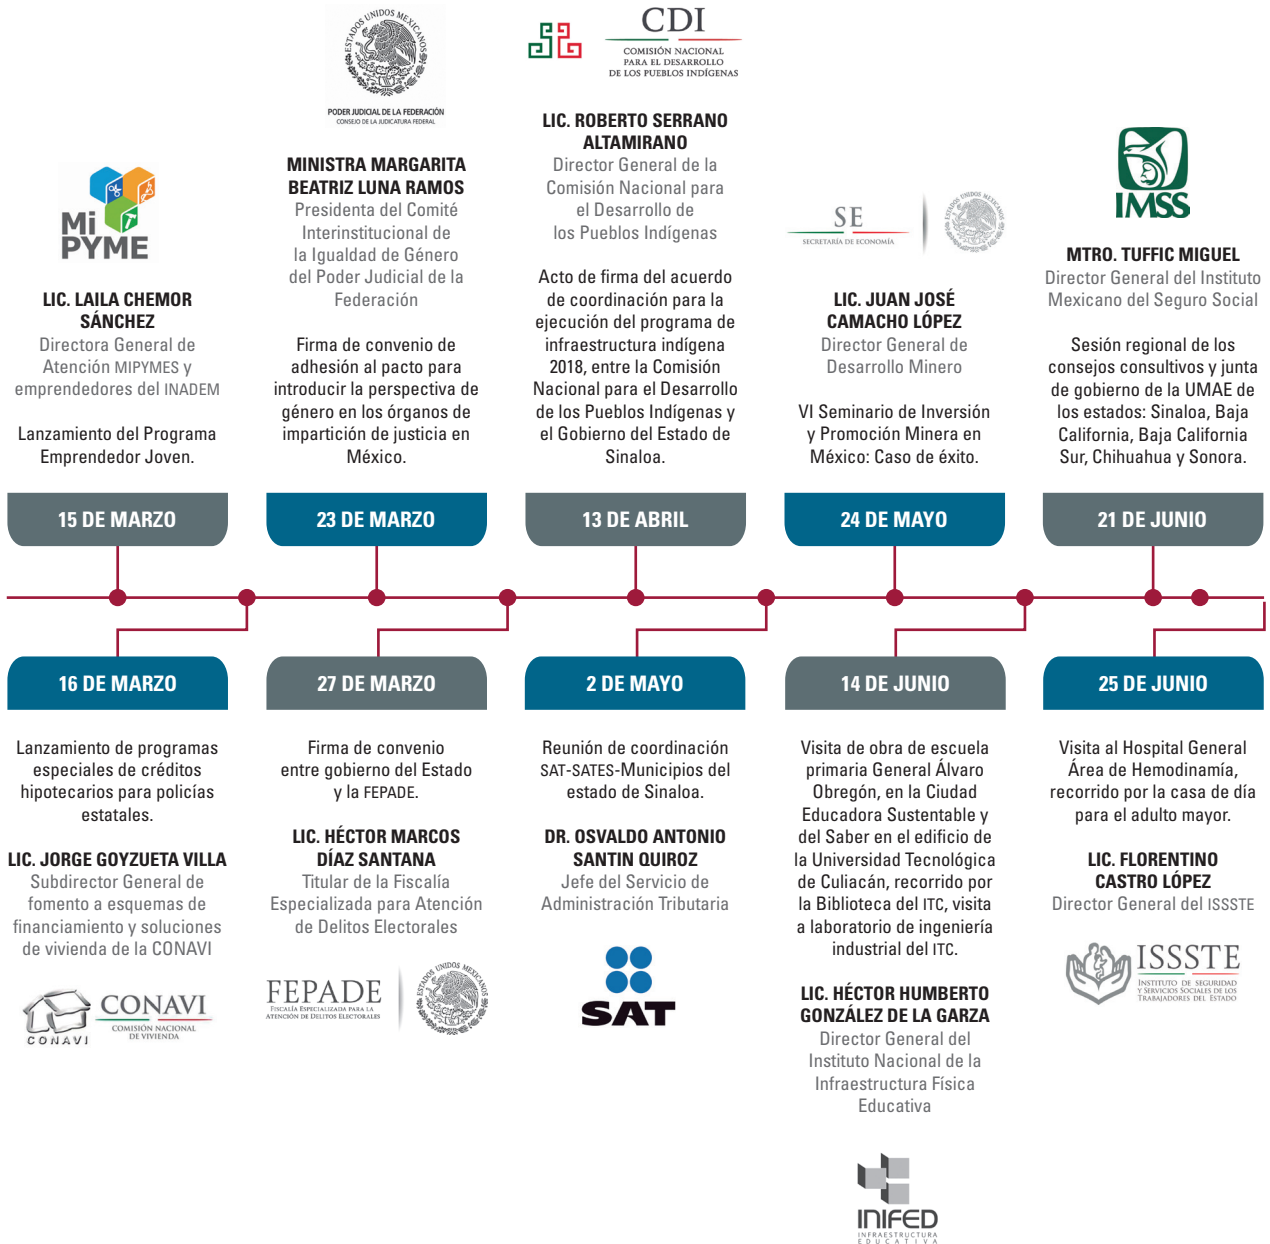 Mi
PYME
LIC. LAILA CHEMOR
SÁNCHEZ
Directora General de
Atención MIPYMES y
emprendedores del INADEM
Lanzamiento del Programa
Emprendedor Joven.
15 DE MARZO
ESTADOS UNIDOS MEXICANOS
PODER JUDICIAL DE LA FEDERACIÓN
CONSEJO DE LA JUDICATURA FEDERAL
MINISTRA MARGARITA
BEATRIZ LUNA RAMOS
Presidenta del Comité
Interinstitucional de
la Igualdad de Género
del Poder Judicial de la
Federación
Firma de convenio de
adhesión al pacto para
introducir la perspectiva de
género en los órganos de
impartición de justicia en
México.
23 DE MARZO
CDI
COMISIÓN NACIONAL
PARA EL DESARROLLO
DE LOS PUEBLOS INDÍGENAS
LIC. ROBERTO SERRANO
ALTAMIRANO
Director General de la
Comisión Nacional para
el Desarrollo de
los Pueblos Indígenas
Acto de firma del acuerdo
de coordinación para la
ejecución del programa de
infraestructura indígena
2018, entre la Comisión
Nacional para el Desarrollo
de los Pueblos Indígenas y
el Gobierno del Estado de
Sinaloa.
13 DE ABRIL
SE
SECRETARÍA DE ECONOMÍA
ESTADOS UNIDOS MEXICANOS
LIC. JUAN JOSÉ
CAMACHO LÓPEZ
Director General de
Desarrollo Minero
VI Seminario de Inversión
y Promoción Minera en
México: Caso de éxito.
24 DE MAYO
IMSS
MTRO. TUFFIC MIGUEL
Director General del Instituto
Mexicano del Seguro Social
Sesión regional de los
consejos consultivos y junta
de gobierno de la UMAE de
los estados: Sinaloa, Baja
California, Baja California
Sur, Chihuahua y Sonora.
21 DE JUNIO
16 DE MARZO
Lanzamiento de programas
especiales de créditos
hipotecarios para policías
estatales.
LIC. JORGE GOYZUETA VILLA
Subdirector General de
fomento a esquemas de
financiamiento y soluciones
de vivienda de la CONAVI
CONAVI
CONAVI
COMISIÓN NACIONAL
DE VIVIENDA
27 DE MARZO
Firma de convenio
entre gobierno del Estado
y la FEPADE.
LIC. HÉCTOR MARCOS
DÍAZ SANTANA
Titular de la Fiscalía
Especializada para Atención
de Delitos Electorales
FEPADE
FISCALÍA ESPECIALIZADA PARA LA
ATENCIÓN DE DELITOS ELECTORALES
ESTADOS UNIDOS MEXICANOS
2 DE MAYO
Reunión de coordinación
SAT-SATES-Municipios del
estado de Sinaloa.
DR. OSVALDO ANTONIO
SANTIN QUIROZ
Jefe del Servicio de
Administración Tributaria
SAT
14 DE JUNIO
Visita de obra de escuela
primaria General Álvaro
Obregón, en la Ciudad
Educadora Sustentable y
del Saber en el edificio de
la Universidad Tecnológica
de Culiacán, recorrido por
la Biblioteca del ITC, visita
a laboratorio de ingeniería
industrial del ITC.
LIC. HÉCTOR HUMBERTO
GONZÁLEZ DE LA GARZA
Director General del
Instituto Nacional de la
Infraestructura Física
Educativa
INIFED
INFRAESTRUCTURA
EDUCATIVA
25 DE JUNIO
Visita al Hospital General
Área de Hemodinamía,
recorrido por la casa de día
para el adulto mayor.
LIC. FLORENTINO
CASTRO LÓPEZ
Director General del ISSSTE
ISSSTE
INSTITUTO DE SEGURIDAD
Y SERVICIOS SOCIALES DE LOS
TRABAJADORES DEL ESTADO